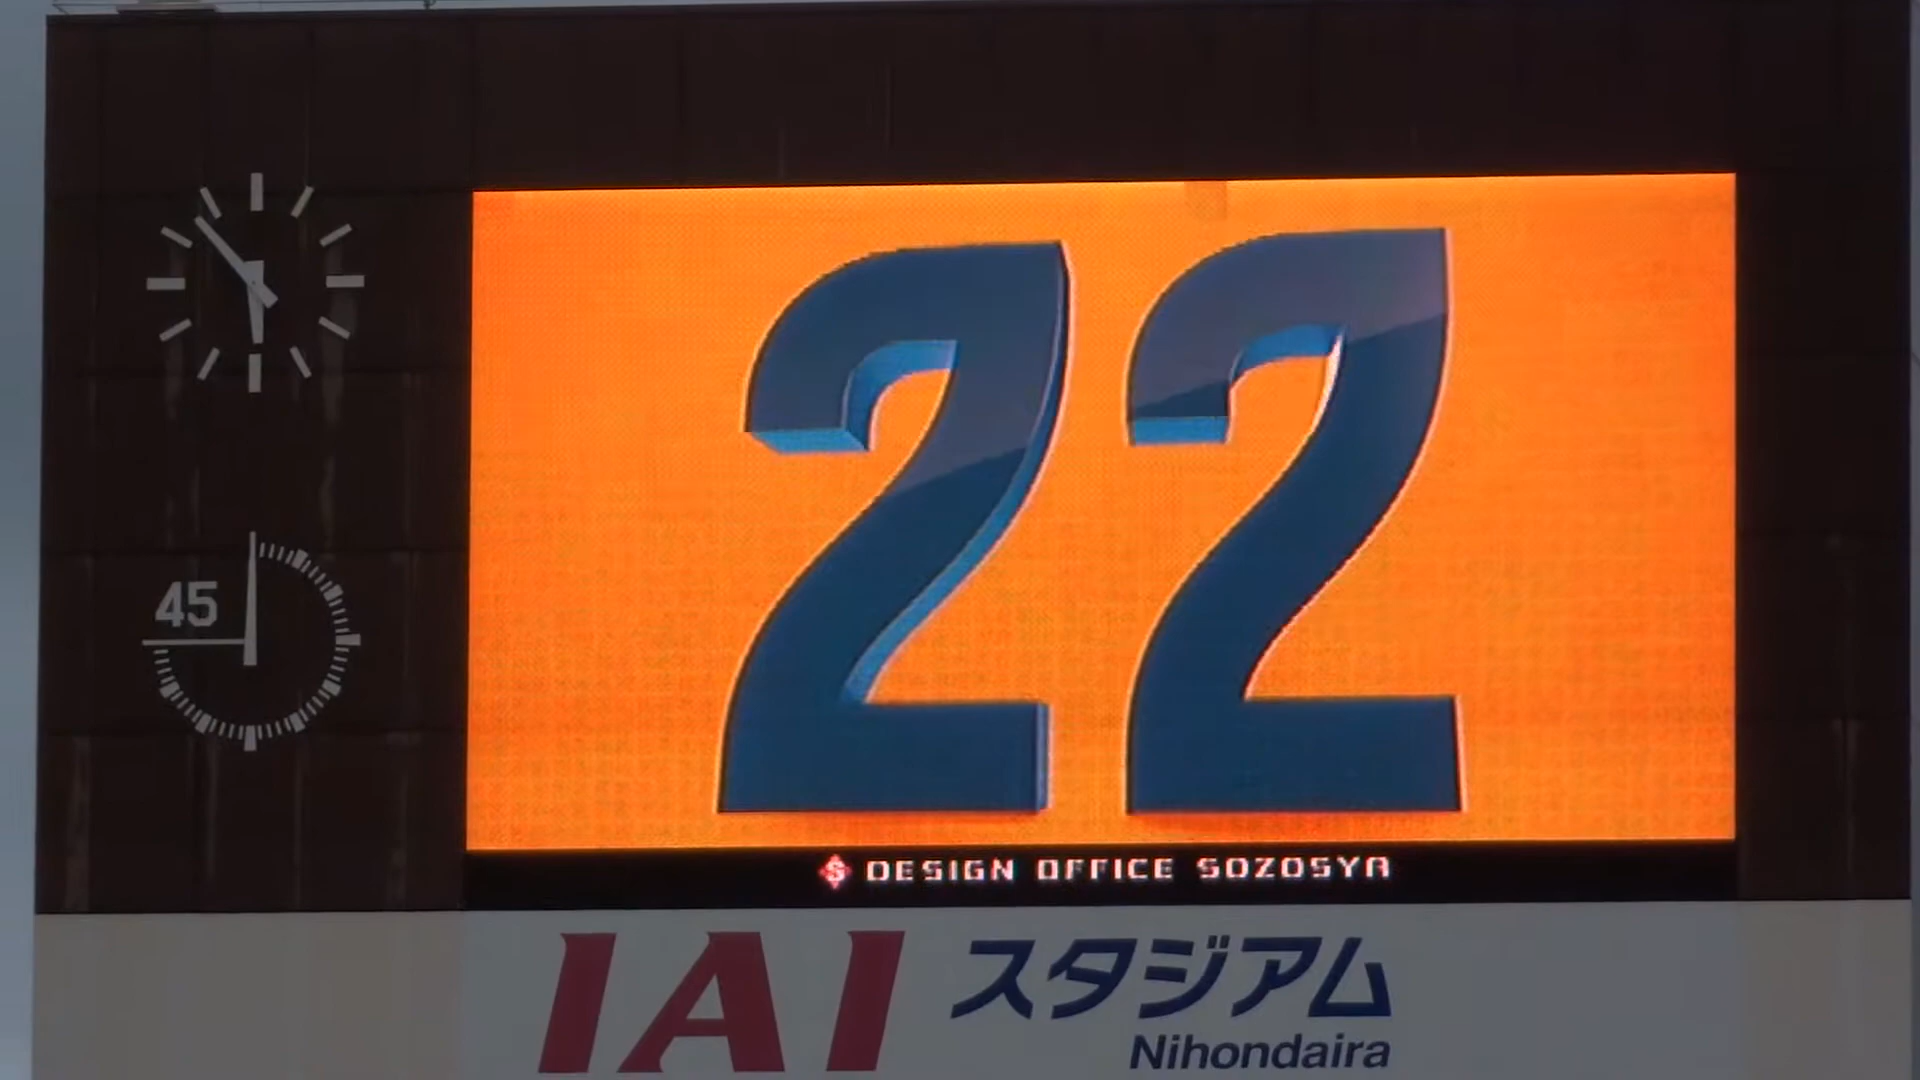 22
45
DESIGN OFFICE SOZOSYA
IAI スタジアム
Nihondaira